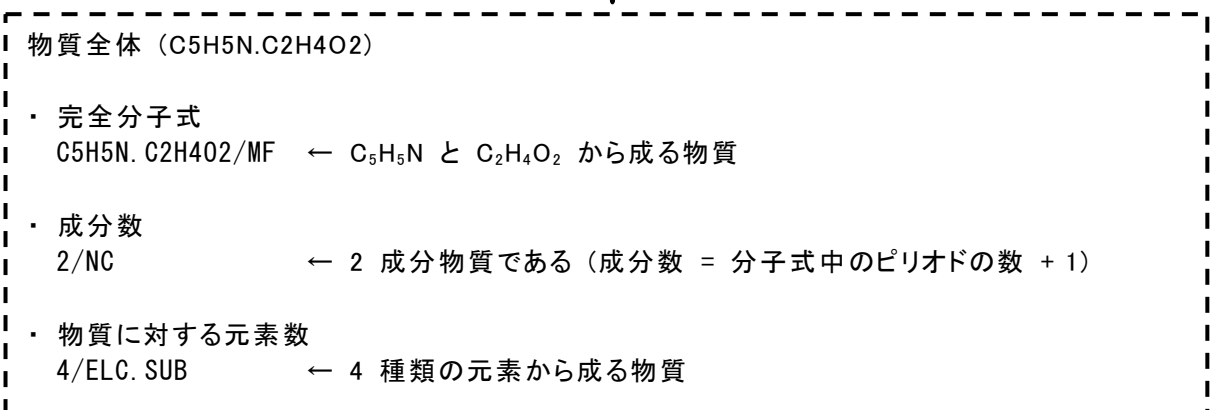 物質全体 (C5H5N.C2H4O2)
・ 完全分子式
C5H5N.C2H4O2/MF ← C₅H₅N と C₂H₄O₂ から成る物質
・ 成分数
2/NC ← 2 成分物質である (成分数 = 分子式中のピリオドの数 + 1)
・ 物質に対する元素数
4/ELC.SUB ← 4 種類の元素から成る物質